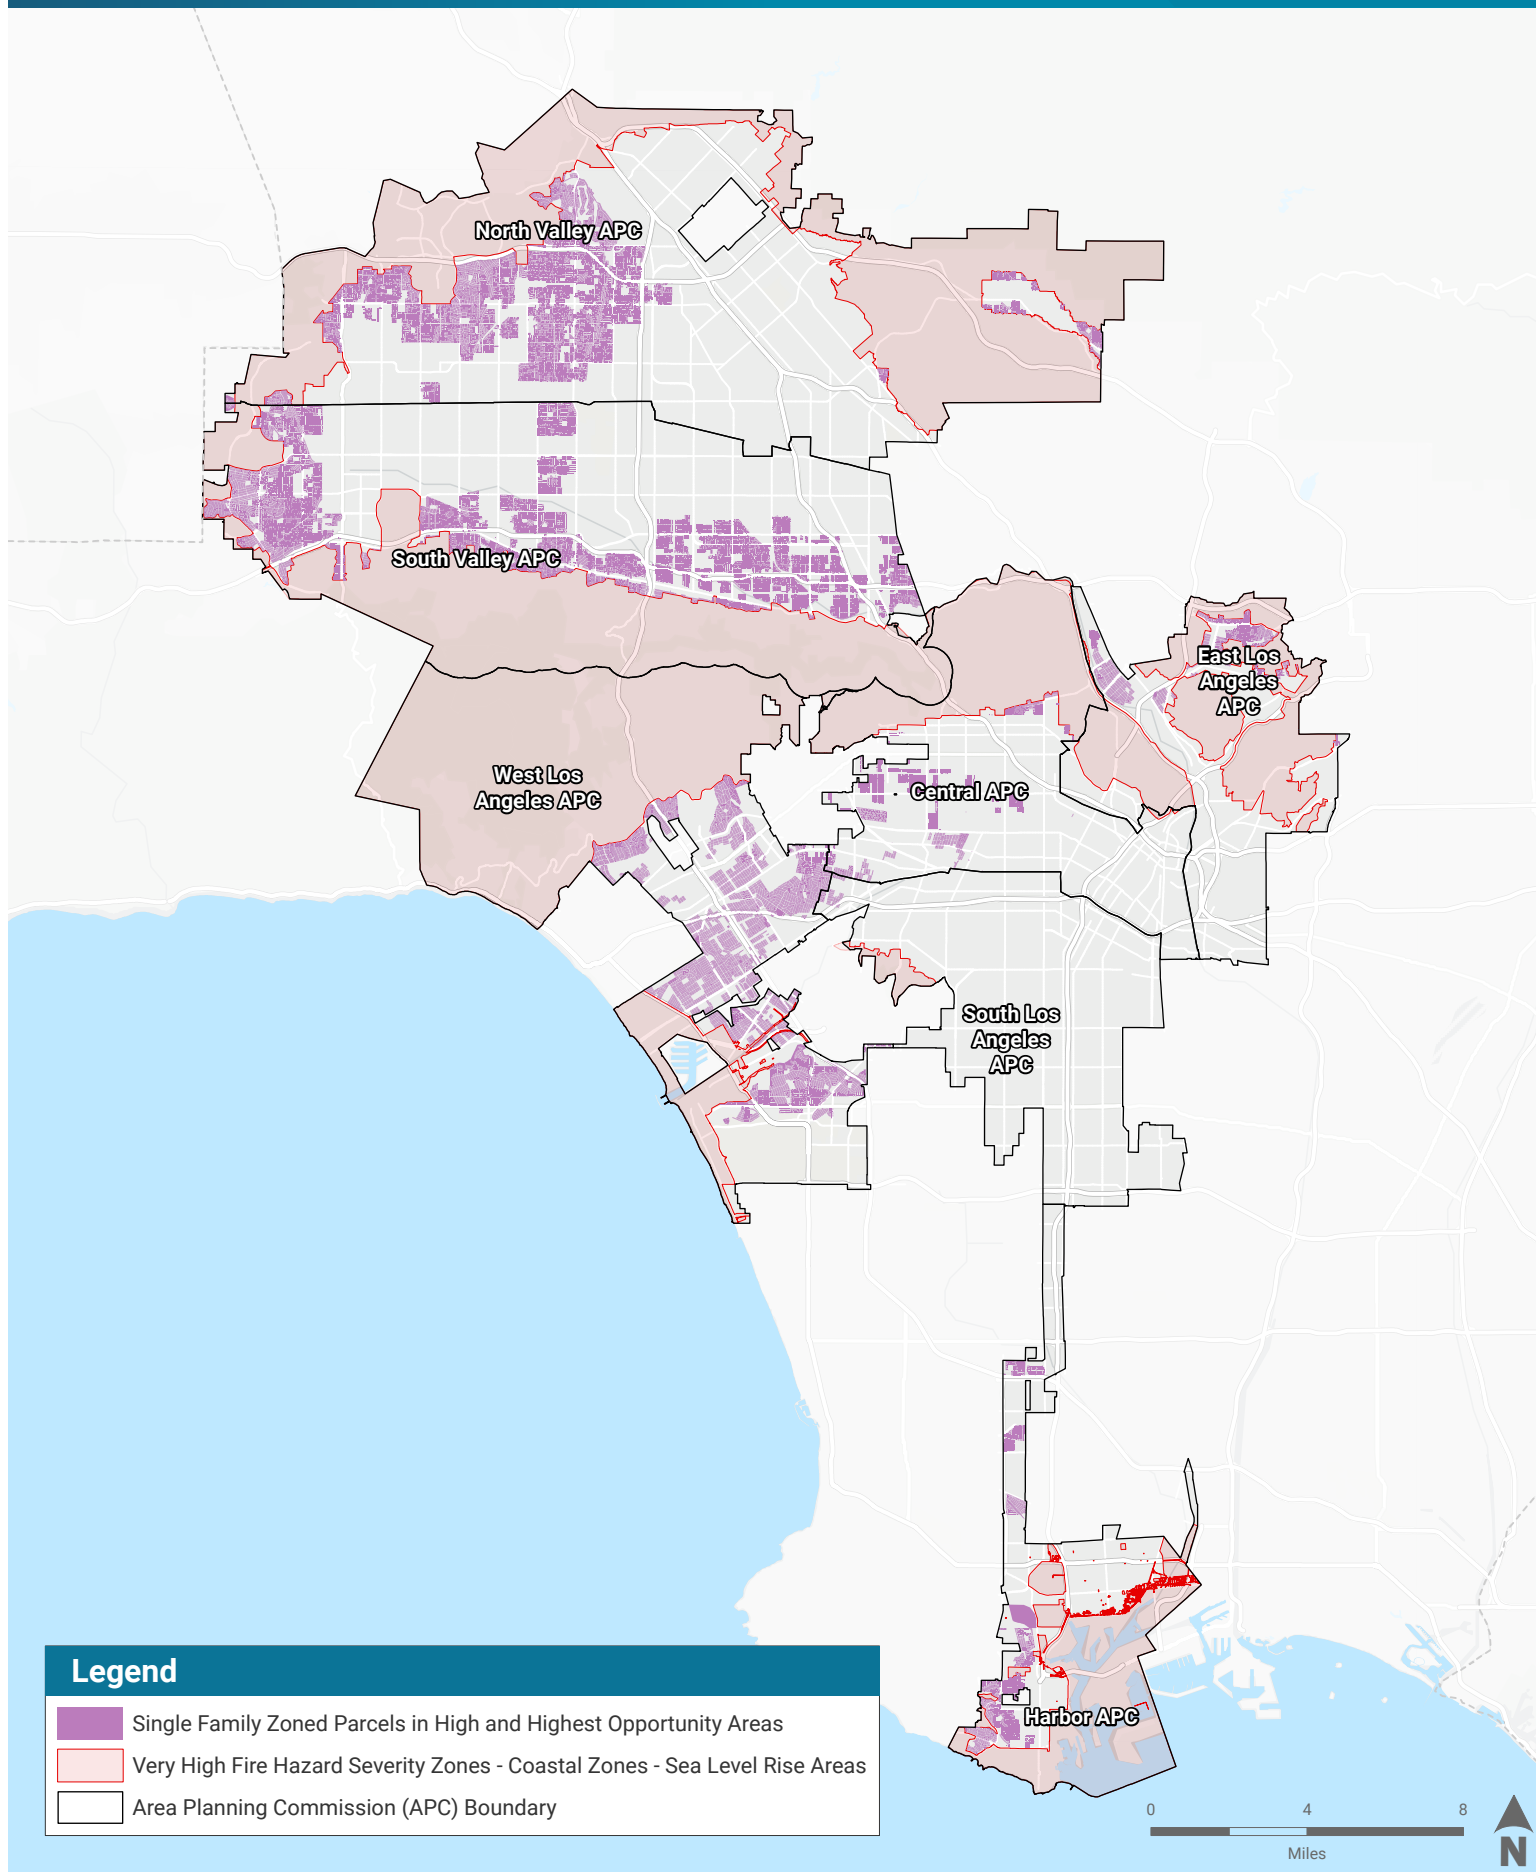 North Valley APC
South Valley APC
East Los
Angeles
APC
West Los
Angeles APC
Central APC
South Los
Angeles
APC
Harbor APC
Legend
Single Family Zoned Parcels in High and Highest Opportunity Areas
Very High Fire Hazard Severity Zones - Coastal Zones - Sea Level Rise Areas
Area Planning Commission (APC) Boundary
0 4 8
Miles
N